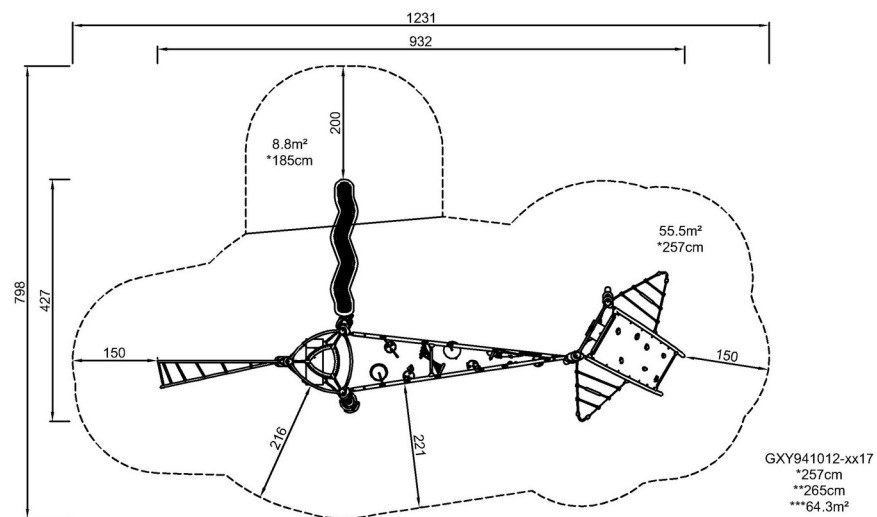 1231
932
200
8.8m²
*185cm
55.5m²
*257cm
798
427
150
150
216
221
GXY941012-xx17
*257cm
**265cm
***64.3m²